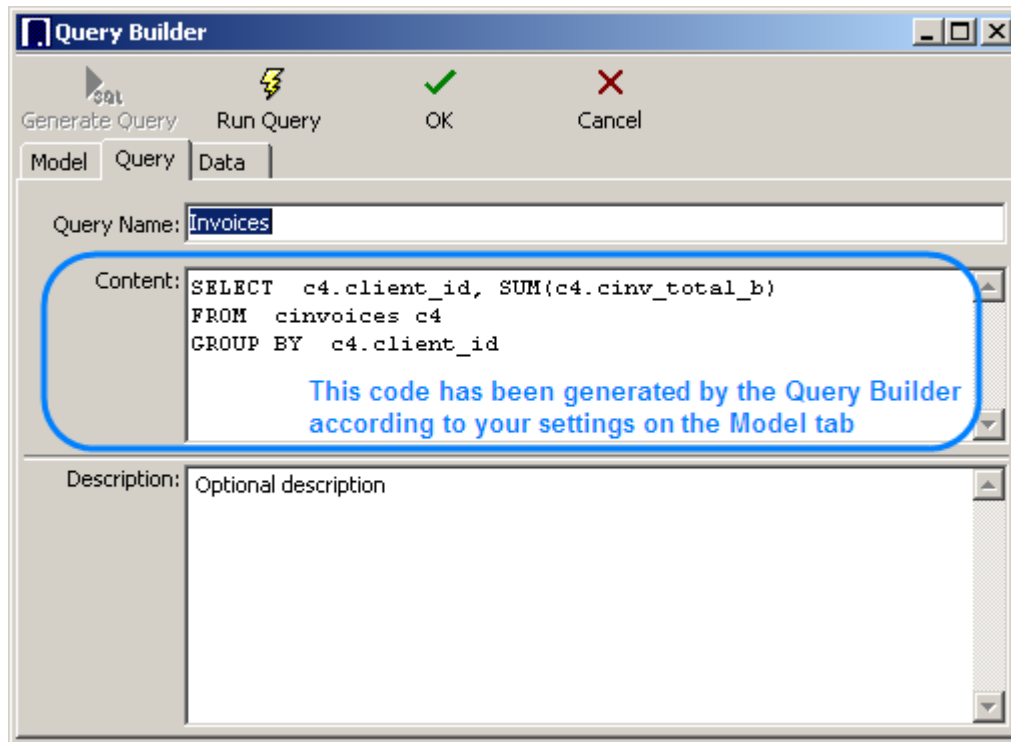 Query Builder
SQL
Generate Query Run Query OK Cancel
Model Query Data
Query Name: Invoices
Content: SELECT  c4.client_id, SUM(c4.cinv_total_b)
FROM  cinvoices c4
GROUP BY  c4.client_id
This code has been generated by the Query Builder
according to your settings on the Model tab
Description: Optional description